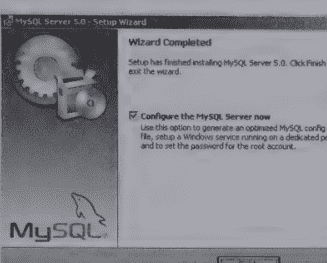 MySQL Server 5.0 - Setup Wizard
Wizard Completed
Setup has finished installing MySQL Server 5.0. Click Finish
exit the wizard.
Configure the MySQL Server now
Use this option to generate an optimized MySQL config
file, setup a Windows service running on a dedicated po
and to set the password for the root account.
MySQL